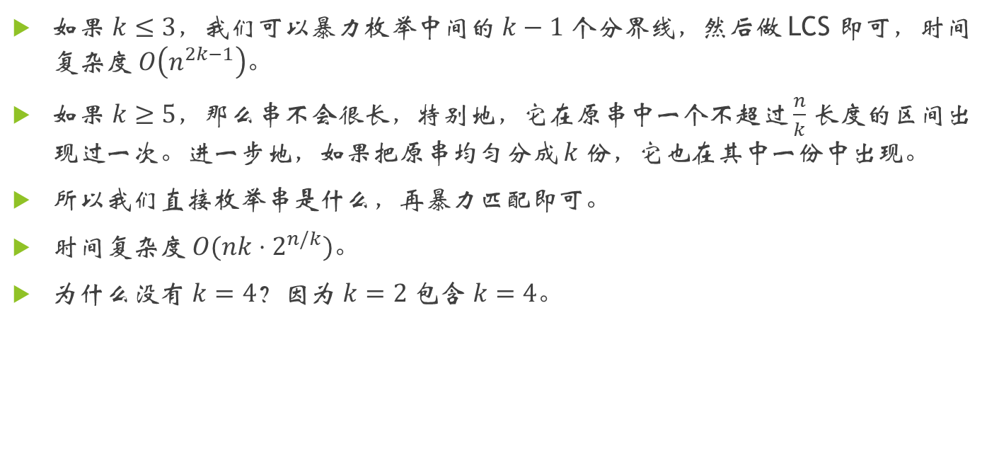 如果 k ≤ 3，我们可以暴力枚举中间的 k − 1 个分界线，然后做 LCS 即可，时间
复杂度 O(n^{2k−1})。
如果 k ≥ 5，那么串不会很长，特别地，它在原串中一个不超过 n/k 长度的区间出
现过一次。进一步地，如果把原串均匀分成 k 份，它也在其中一份中出现。
所以我们直接枚举串是什么，再暴力匹配即可。
时间复杂度 O(nk · 2^{n/k})。
为什么没有 k = 4？因为 k = 2 包含 k = 4。